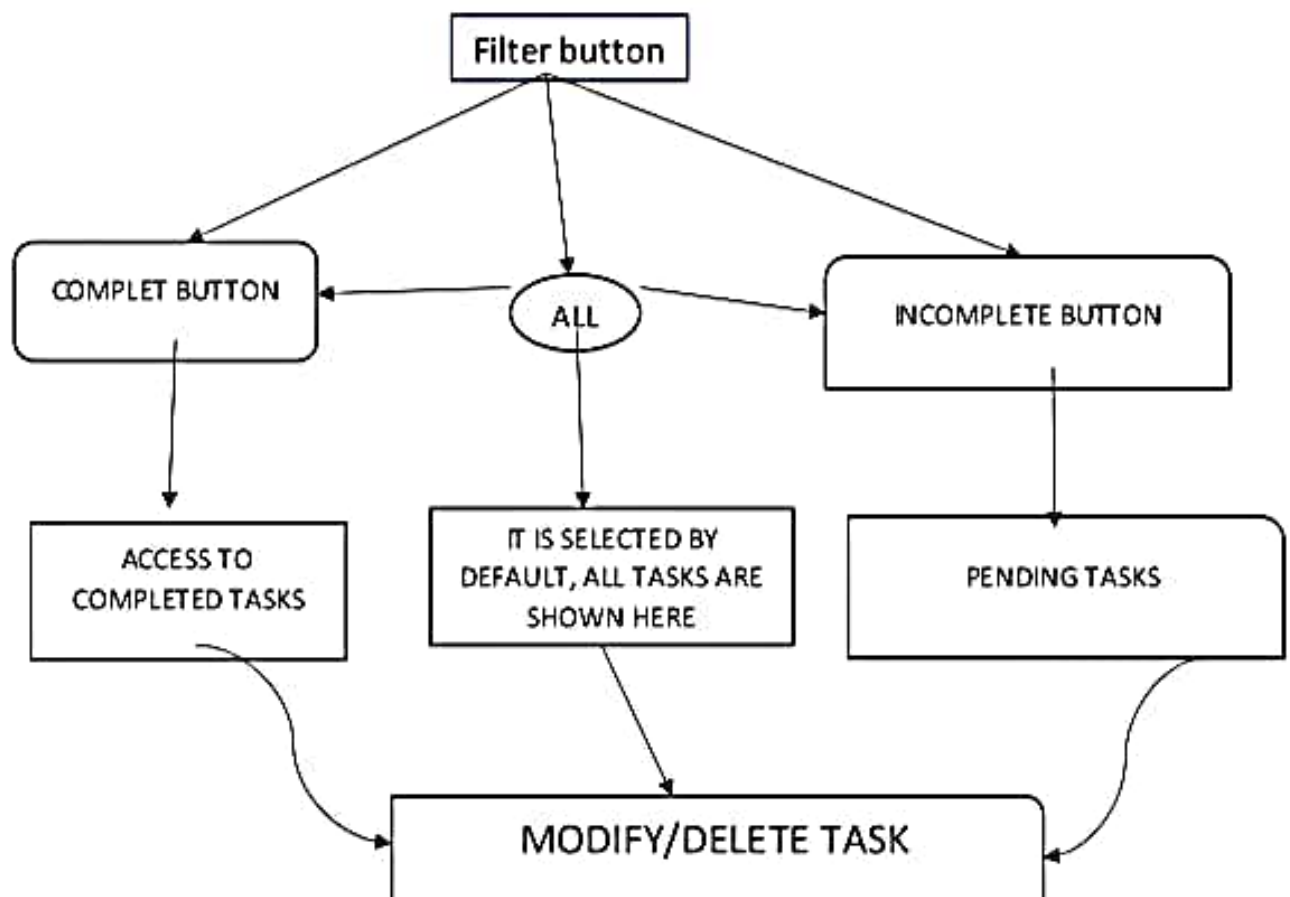 Filter button
COMPLET BUTTON
ALL
INCOMPLETE BUTTON
ACCESS TO
COMPLETED TASKS
IT IS SELECTED BY
DEFAULT, ALL TASKS ARE
SHOWN HERE
PENDING TASKS
MODIFY/DELETE TASK